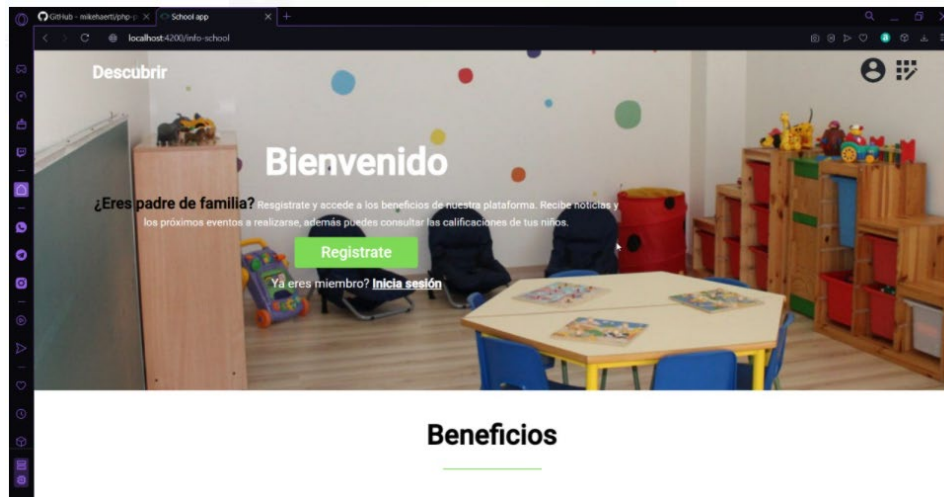 GitHub - mikehaertl/php-p
School app
localhost:4200/info-school
Descubrir
Bienvenido
¿Eres padre de familia? Resgistrate y accede a los beneficios de nuestra plataforma. Recibe noticias y
los próximos eventos a realizarse, además puedes consultar las calificaciones de tus niños.
Registrate
Ya eres miembro? Inicia sesión
Beneficios